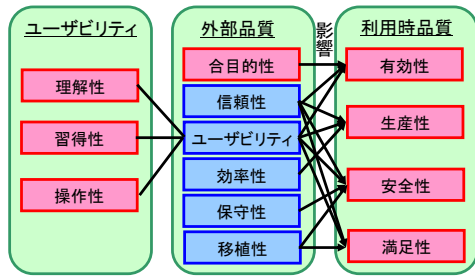 ユーザビリティ
理解性
習得性
操作性
外部品質
合目的性
信頼性
ユーザビリティ
効率性
保守性
移植性
影響
利用時品質
有効性
生産性
安全性
満足性